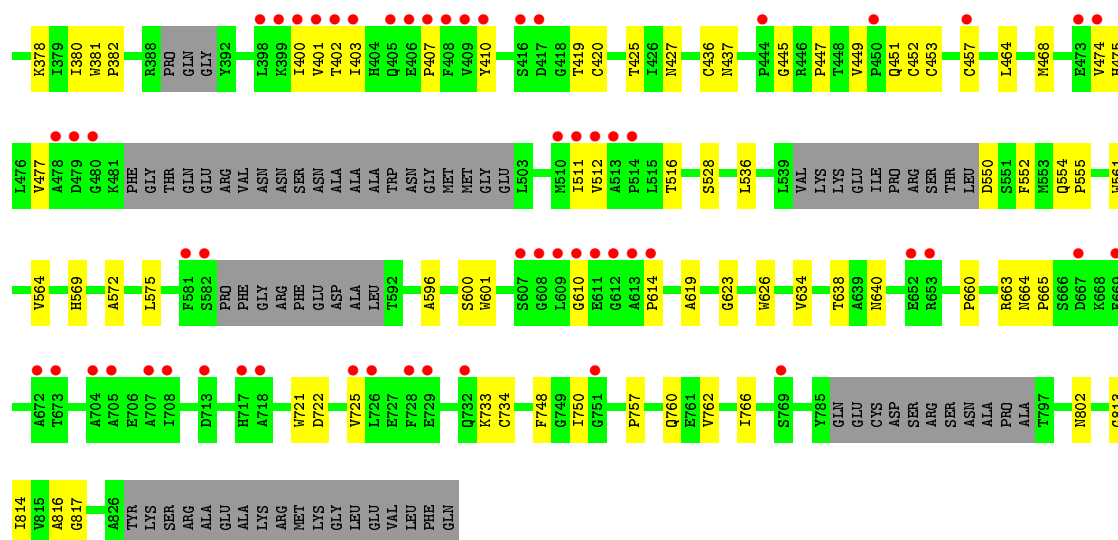 K378 I379 I380 W381 P382 R388 PRO GLN GLY Y392 L398 K399 I400 V401 T402 I403 H404 Q405 E406 P407 F408 V409 Y410 S416 D417 G418 T419 C420 T425 I426 N427 C436 N437 P444 G445 R446 P447 T448 V449 P450 Q451 C452 C453 C457 L464 M468 E473 V474 H475
L476 V477 A478 D479 G480 K481 PHE GLY THR GLN GLU ARG VAL ASN ASN SER ASN ALA ALA ALA TRP ASN GLY MET MET GLY GLU L503 M510 I511 V512 A513 P514 L515 T516 S528 L536 L539 VAL LYS LYS GLU ILE PRO ARG SER THR LEU D550 S551 F552 M553 Q554 P555 W561
V564 H569 A572 L575 F581 S582 PRO PHE GLY ARG PHE GLU ASP ALA LEU T592 A596 S600 W601 S607 G608 L609 G610 E611 G612 A613 P614 A619 G623 W626 V634 T638 A639 N640 E652 R653 P660 R663 N664 P665 S666 D667 K668
A672 T673 A704 A705 E706 A707 I708 D713 H717 A718 W721 D722 V725 L726 E727 F728 E729 Q732 K733 C734 F748 G749 I750 G751 P757 Q760 E761 V762 I766 S769 Y785 GLN GLU CYS ASP SER ARG SER ASN ALA PRO ALA T797 N802
I814 V815 A816 G817 A826 TYR LYS SER ARG ALA GLU ALA LYS ARG MET LYS GLY LEU GLU VAL LEU PHE GLN